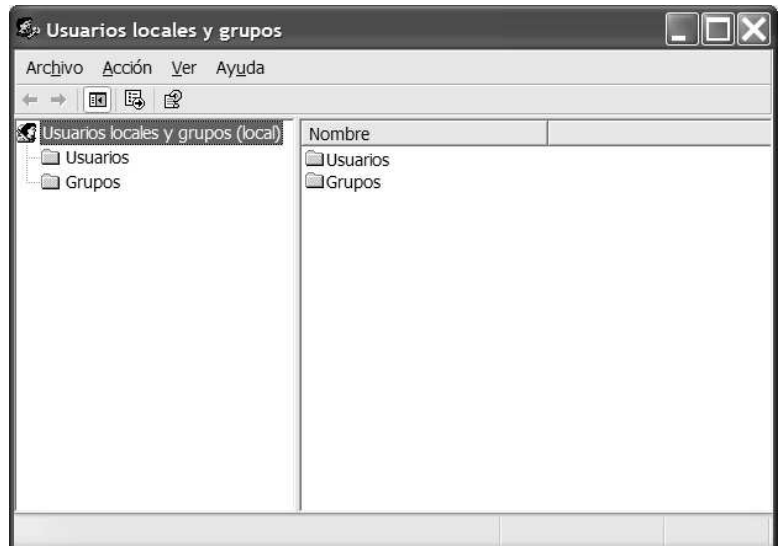 Usuarios locales y grupos
Archivo Acción Ver Ayuda
Usuarios locales y grupos (local)
Usuarios
Grupos
Nombre
Usuarios
Grupos